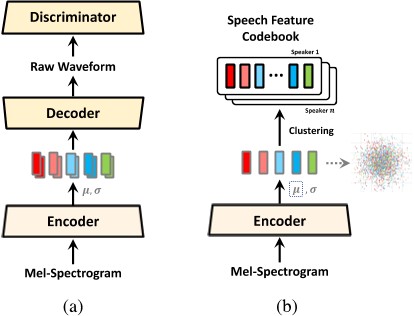 Discriminator
Raw Waveform
Decoder
μ, σ
Encoder
Mel-Spectrogram
(a)
Speech Feature
Codebook
Speaker 1
...
Speaker n
Clustering
μ, σ
Encoder
Mel-Spectrogram
(b)